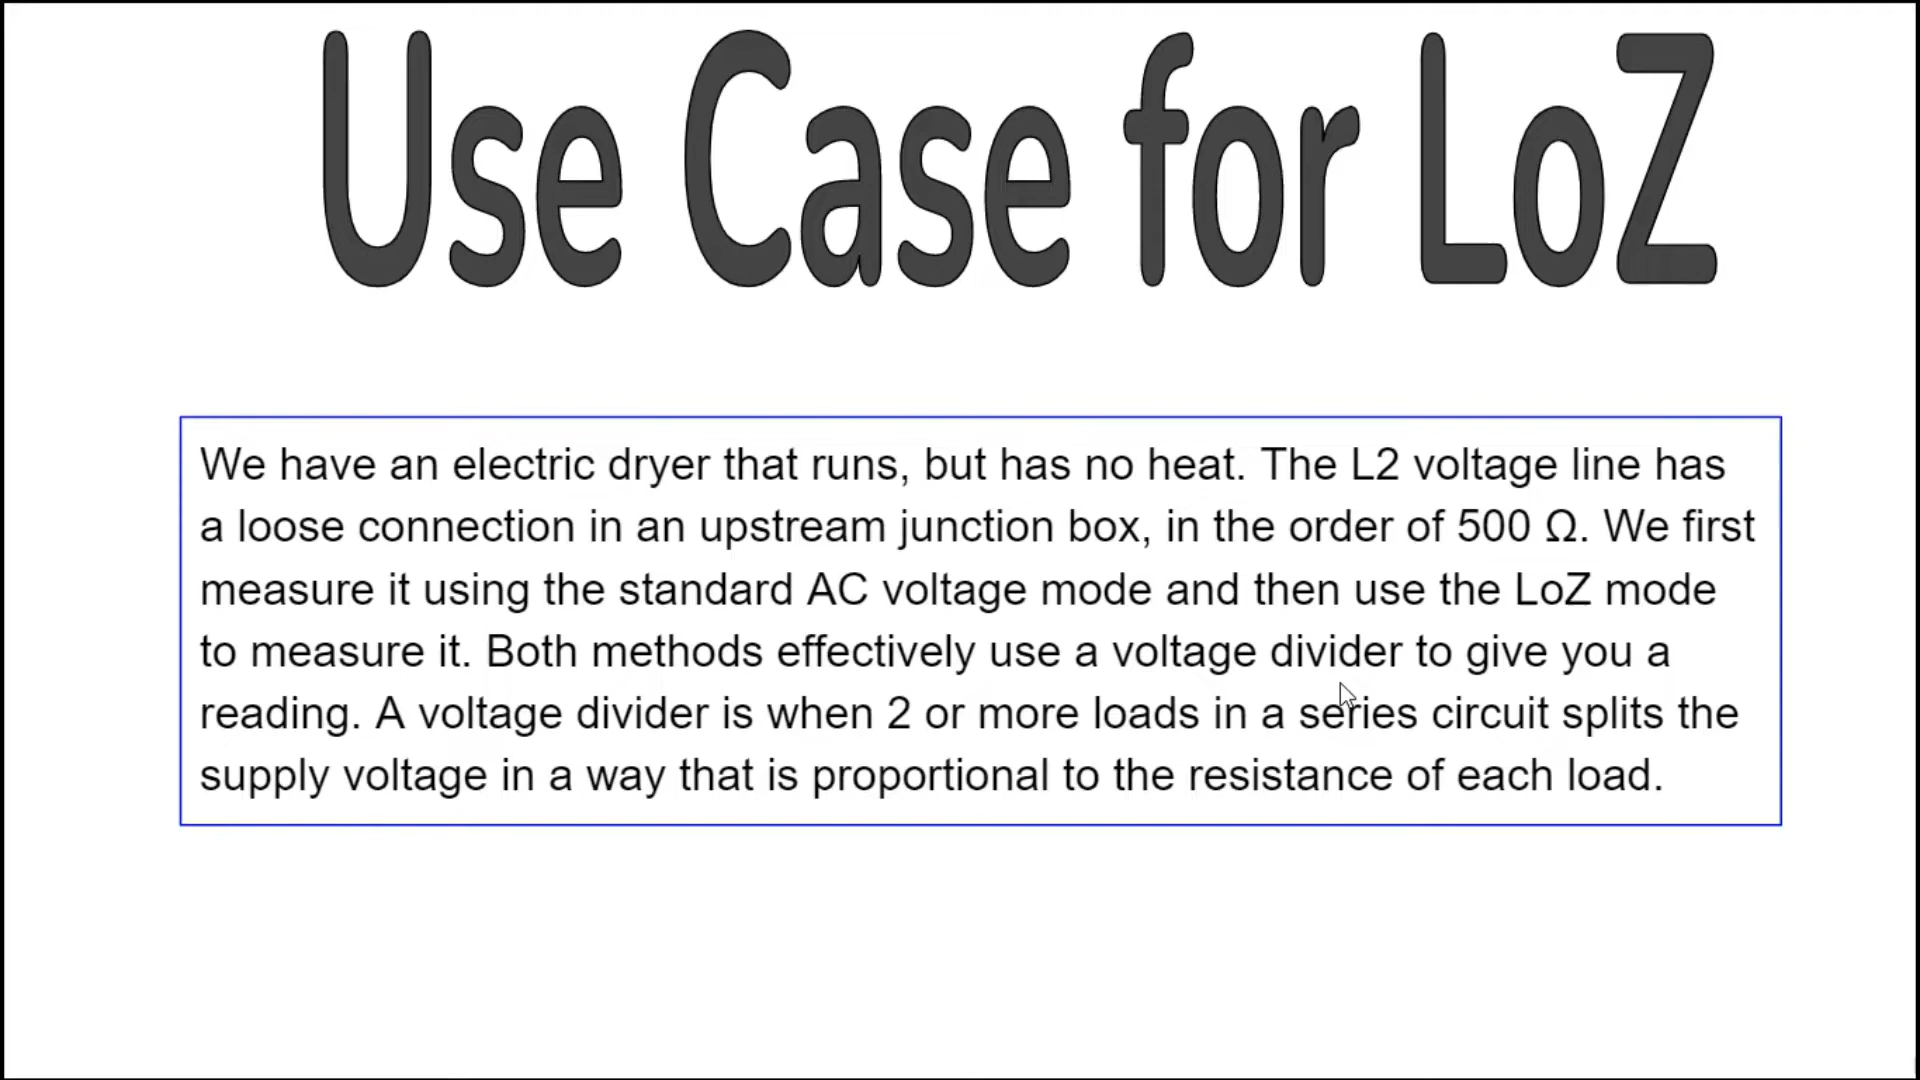 Use Case for LoZ
We have an electric dryer that runs, but has no heat. The L2 voltage line has
a loose connection in an upstream junction box, in the order of 500 Ω. We first
measure it using the standard AC voltage mode and then use the LoZ mode
to measure it. Both methods effectively use a voltage divider to give you a
reading. A voltage divider is when 2 or more loads in a series circuit splits the
supply voltage in a way that is proportional to the resistance of each load.